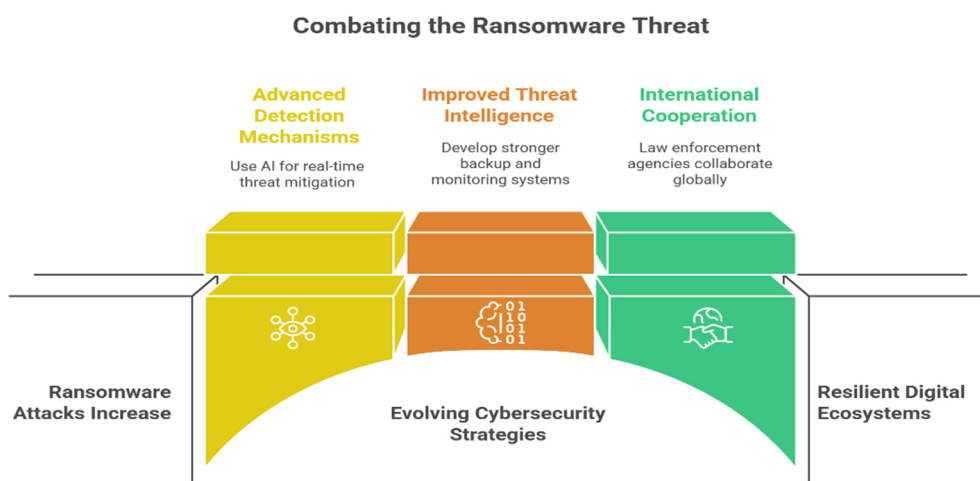 Combating the Ransomware Threat
Advanced
Detection
Mechanisms
Use AI for real-time
threat mitigation
Improved Threat
Intelligence
Develop stronger
backup and
monitoring systems
International
Cooperation
Law enforcement
agencies collaborate
globally
01
10
01
01
Ransomware
Attacks Increase
Evolving Cybersecurity
Strategies
Resilient Digital
Ecosystems